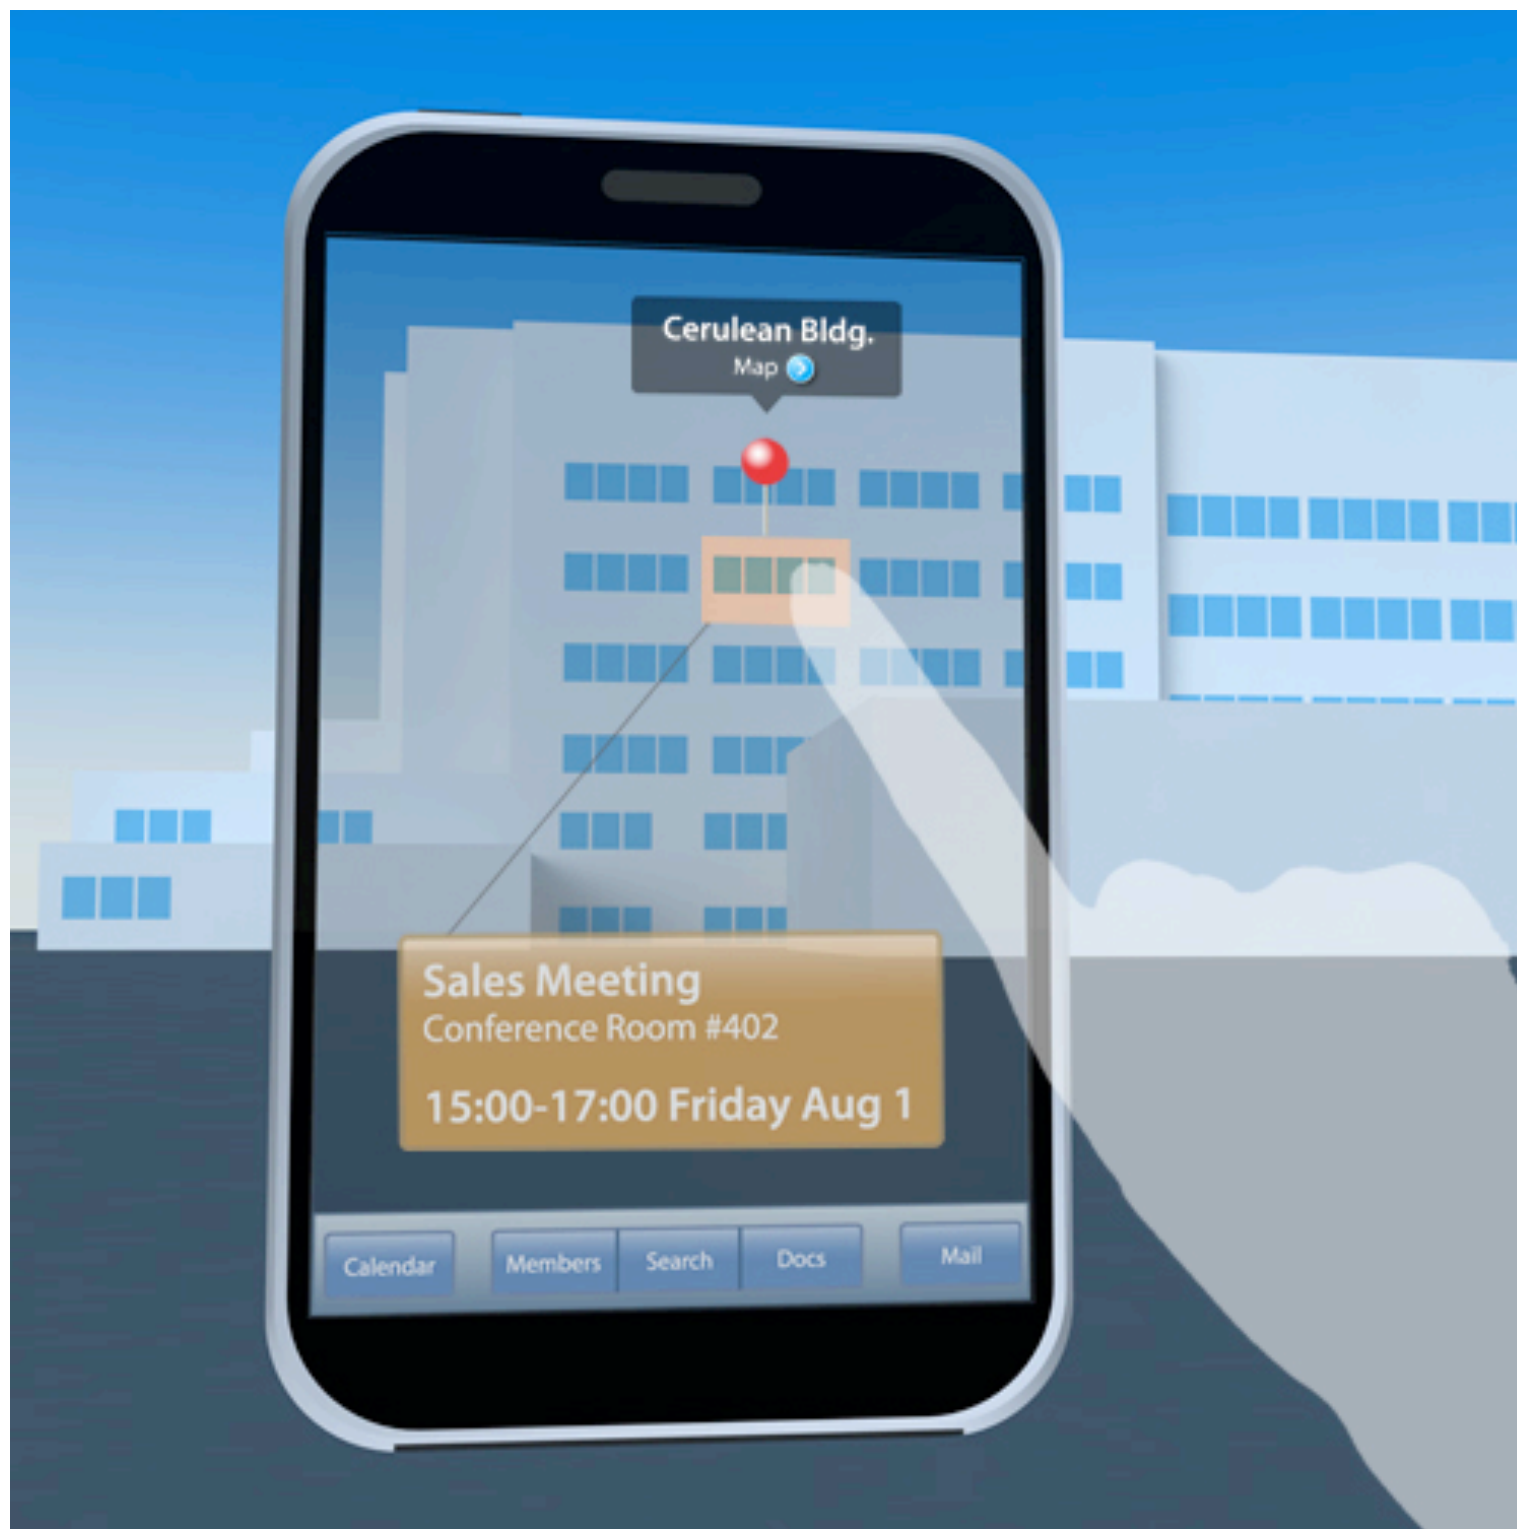 Cerulean Bldg.
Map
Sales Meeting
Conference Room #402
15:00-17:00 Friday Aug 1
Calendar
Members
Search
Docs
Mail